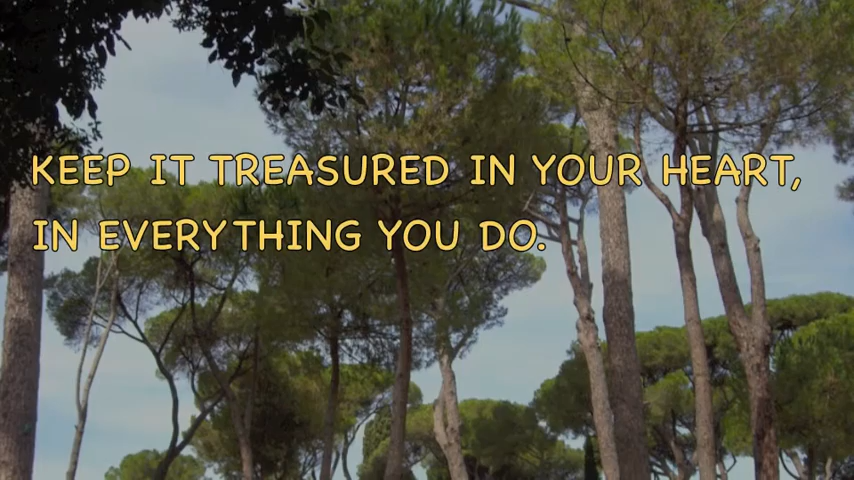 KEEP IT TREASURED IN YOUR HEART,
IN EVERYTHING YOU DO.